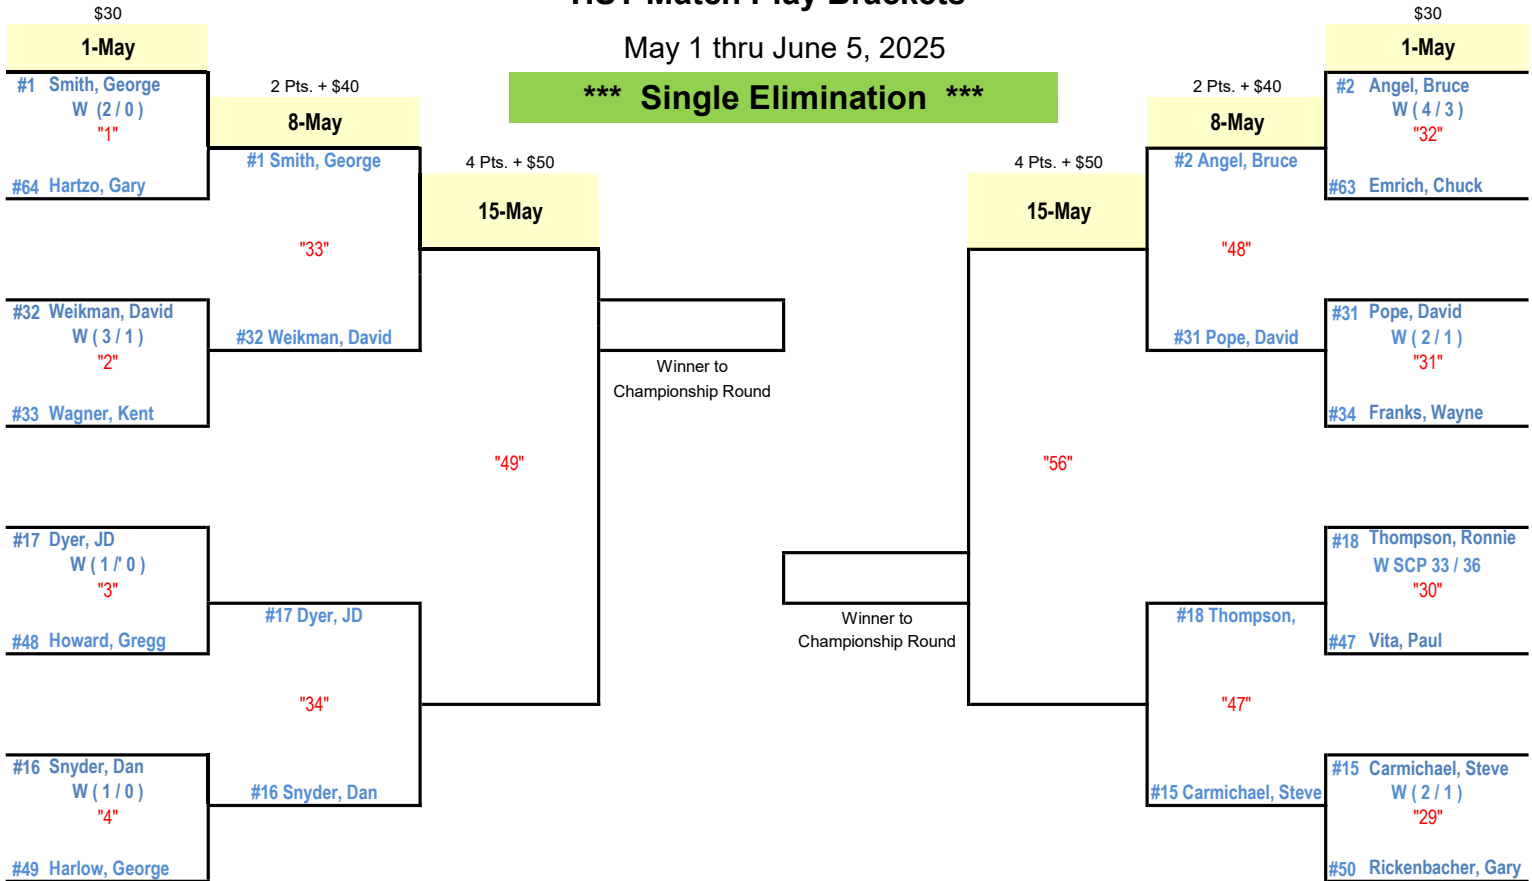 $30
1-May
#1 Smith, George
W (2 / 0 )
"1"
#64 Hartzo, Gary
#32 Weikman, David
W ( 3 / 1 )
"2"
#33 Wagner, Kent
#17 Dyer, JD
W ( 1 /' 0 )
"3"
#48 Howard, Gregg
#16 Snyder, Dan
W ( 1 / 0 )
"4"
#49 Harlow, George
2 Pts. + $40
8-May
#1 Smith, George
"33"
#32 Weikman, David
#17 Dyer, JD
"34"
#16 Snyder, Dan
4 Pts. + $50
15-May
"49"
Match Play Brackets
May 1 thru June 5, 2025
*** Single Elimination ***
Winner to
Championship Round
Winner to
Championship Round
4 Pts. + $50
15-May
"56"
2 Pts. + $40
8-May
#2 Angel, Bruce
"48"
#31 Pope, David
#18 Thompson,
"47"
#15 Carmichael, Steve
$30
1-May
#2 Angel, Bruce
W ( 4 / 3 )
"32"
#63 Emrich, Chuck
#31 Pope, David
W ( 2 / 1 )
"31"
#34 Franks, Wayne
#18 Thompson, Ronnie
W SCP 33 / 36
"30"
#47 Vita, Paul
#15 Carmichael, Steve
W ( 2 / 1 )
"29"
#50 Rickenbacher, Gary